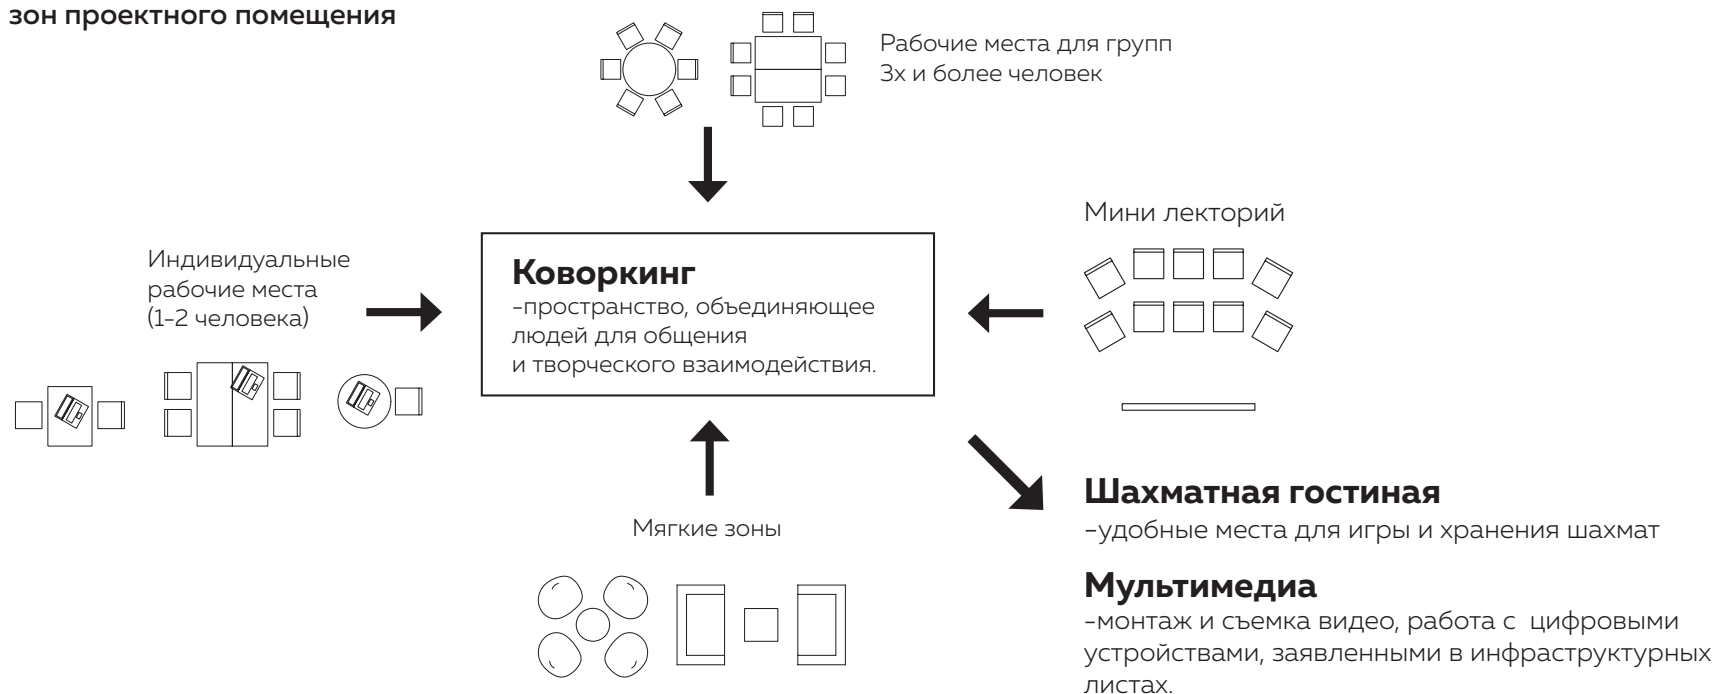 зон проектного помещения
Рабочие места для групп
3х и более человек
Мини лекторий
Индивидуальные
рабочие места
(1-2 человека)
Коворкинг
-пространство, объединяющее
людей для общения
и творческого взаимодействия.
Мягкие зоны
Шахматная гостиная
-удобные места для игры и хранения шахмат
Мультимедиа
-монтаж и съемка видео, работа с цифровыми
устройствами, заявленными в инфраструктурных
листах.